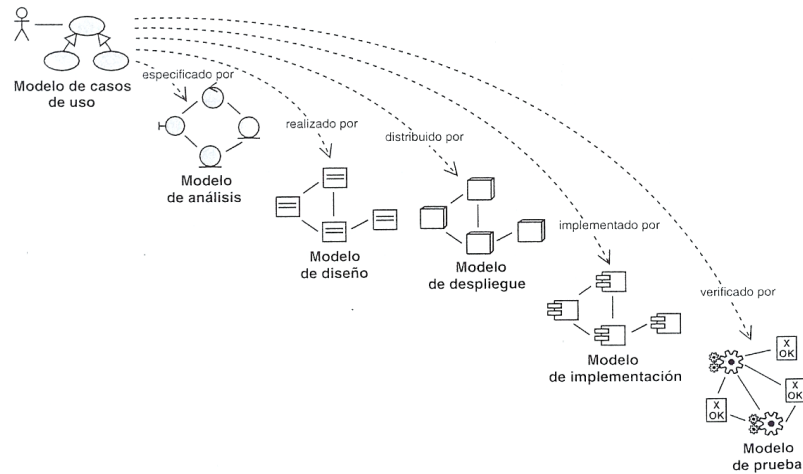 Modelo de casos
de uso
especificado por
Modelo
de análisis
realizado por
Modelo
de diseño
distribuido por
Modelo
de despliegue
implementado por
Modelo
de implementación
verificado por
X
OK
X
OK
X
OK
Modelo
de prueba